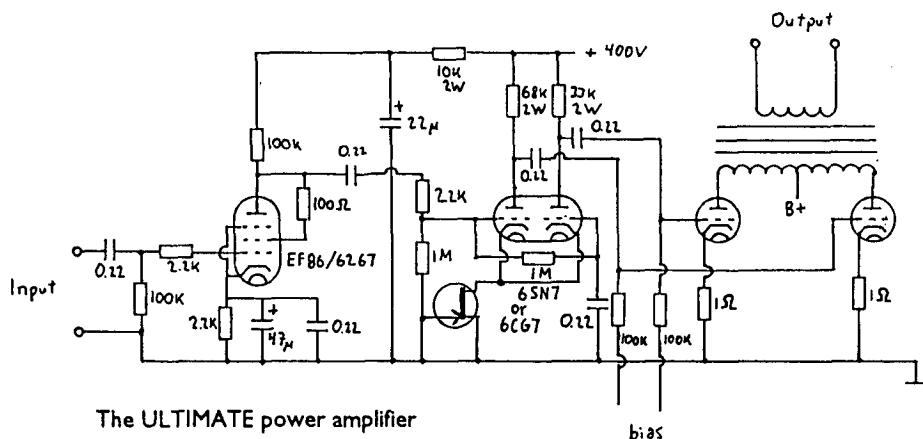 Output
+ 400V
10K
2W
68K
2W
33K
2W
+
22µ
0.22
100K
0.22
0.22
100Ω
2.2K
B+
EF86/6267
0.22
2.2K
1M
1M
6SN7
or
6CG7
Input
100K
2.2K
+
47µ
0.22
0.22
1Ω
1Ω
100K
100K
The ULTIMATE power amplifier
bias